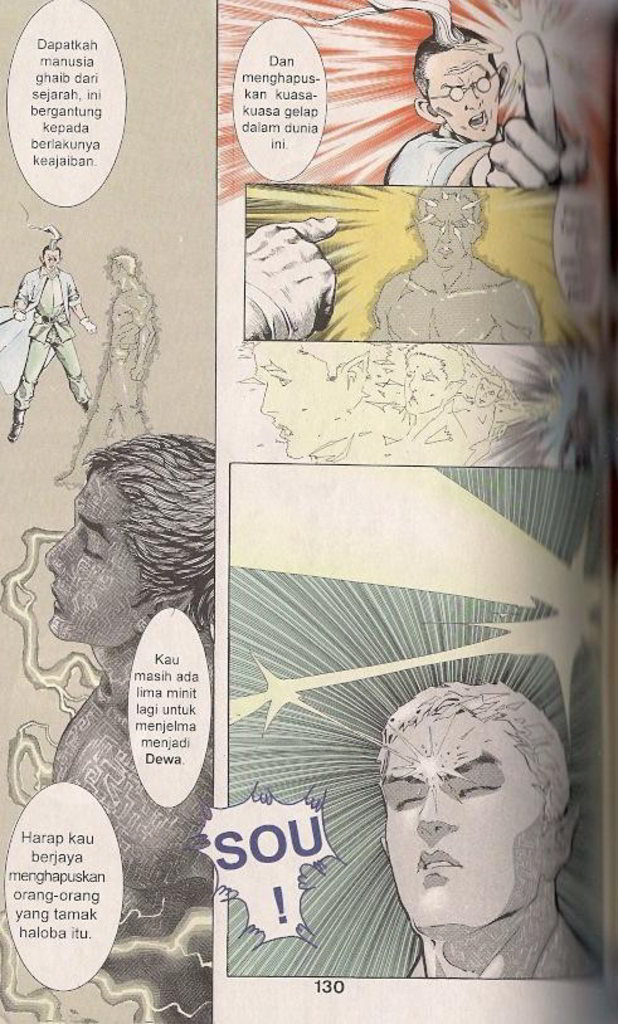 Dapatkah
manusia
ghaib dari
sejarah, ini
bergantung
kepada
berlakunya
keajaiban.
Dan
menghapus-
kan kuasa-
kuasa gelap
dalam dunia
ini.
Kau
masih ada
lima minit
lagi untuk
menjelma
menjadi
Dewa.
Harap kau
berjaya
menghapuskan
orang-orang
yang tamak
haloba itu.
SOU
!
130